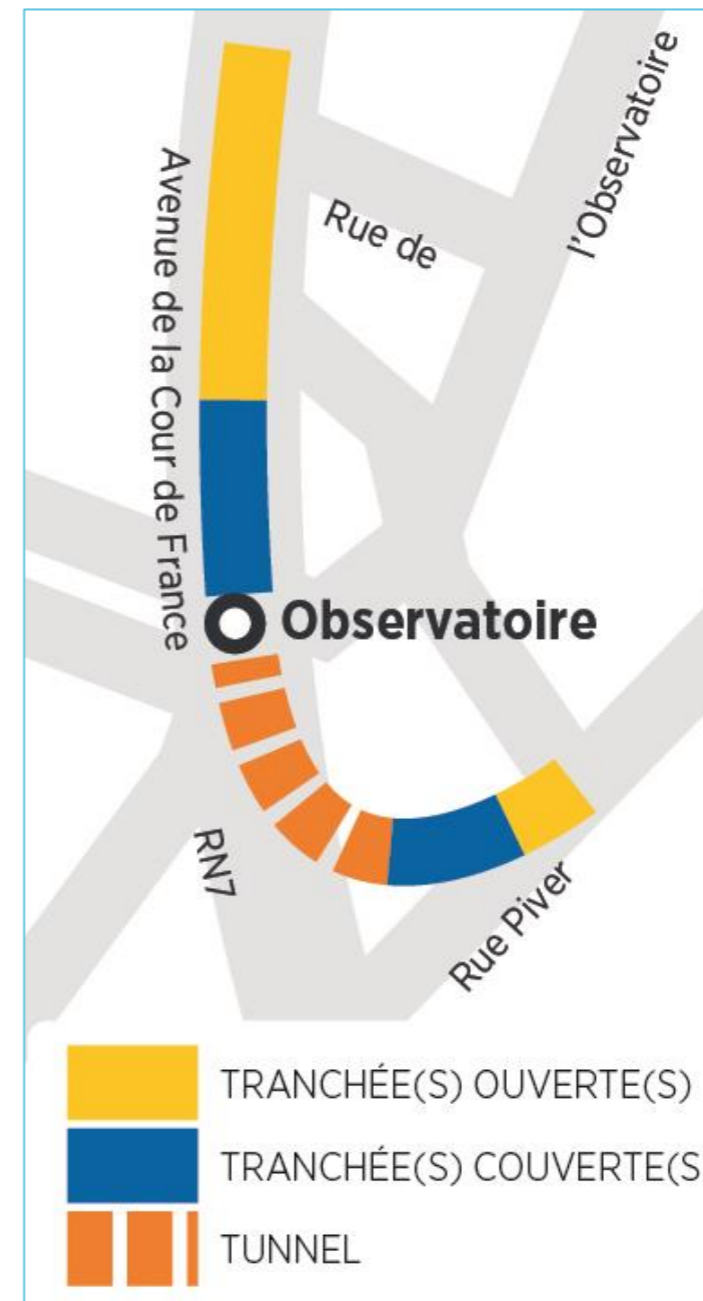 Avenue de la Cour de France
Rue de
l'Observatoire
Observatoire
RN7
Rue Piver
TRANCHÉE(S) OUVERTE(S)
TRANCHÉE(S) COUVERTE(S
TUNNEL